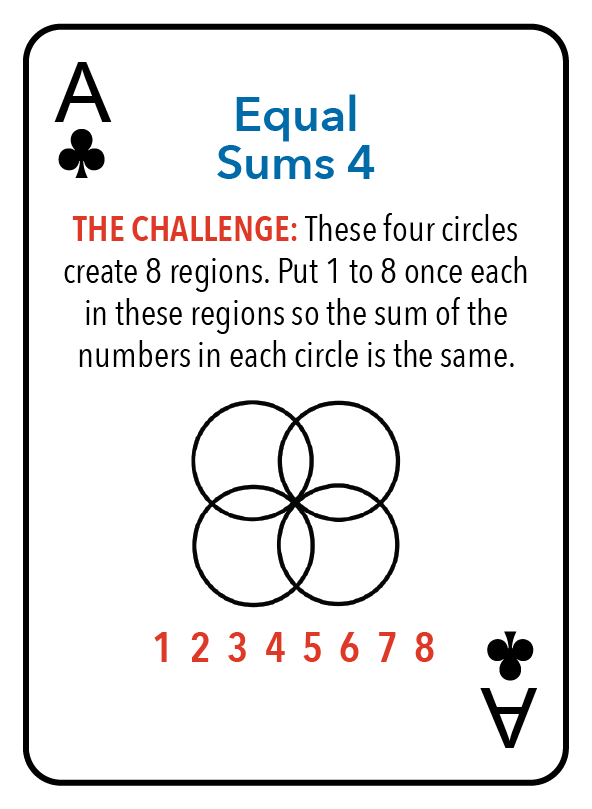 A
Equal
Sums 4
THE CHALLENGE: These four circles
create 8 regions. Put 1 to 8 once each
in these regions so the sum of the
numbers in each circle is the same.
1 2 3 4 5 6 7 8
A